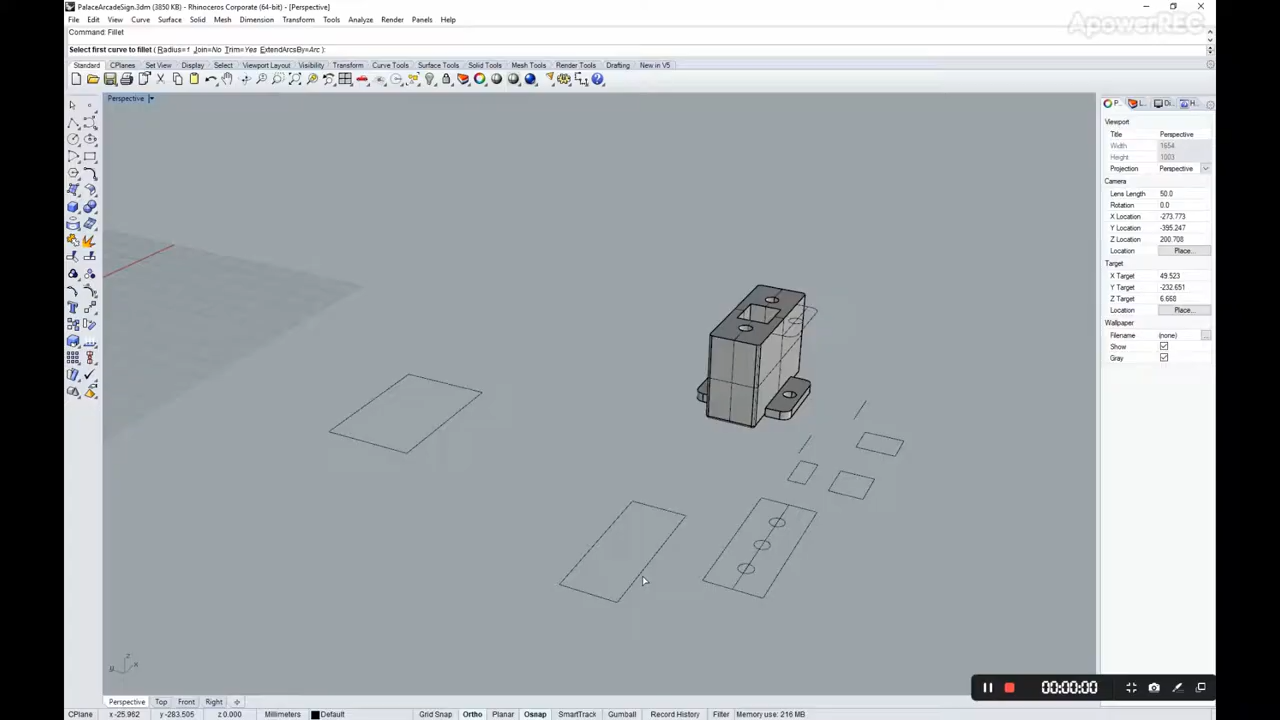 PalaceArcadeSign.3dm (3850 KB) - Rhinoceros Corporate (64-bit) - [Perspective]
ApowerREC
File Edit View Curve Surface Solid Mesh Dimension Transform Tools Analyze Render Panels Help
Command: Fillet
Select first curve to fillet ( Radius=1 Join=No Trim=Yes ExtendArcsBy=Arc ):
Standard CPlanes Set View Display Select Viewport Layout Visibility Transform Curve Tools Surface Tools Solid Tools Mesh Tools Render Tools Drafting New in V5
Perspective
P... L... Di... H...
Viewport
Title Perspective
Width 1654
Height 1003
Projection Perspective
Camera
Lens Length 50.0
Rotation 0.0
X Location -273.773
Y Location -395.247
Z Location 200.708
Location Place...
Target
X Target 49.523
Y Target -232.651
Z Target 6.668
Location Place...
Wallpaper
Filename (none) ...
Show
Gray
z
y x
00:00:00
Perspective Top Front Right
CPlane x -25.962 y -283.505 z 0.000 Millimeters Default Grid Snap Ortho Planar Osnap SmartTrack Gumball Record History Filter Memory use: 216 MB